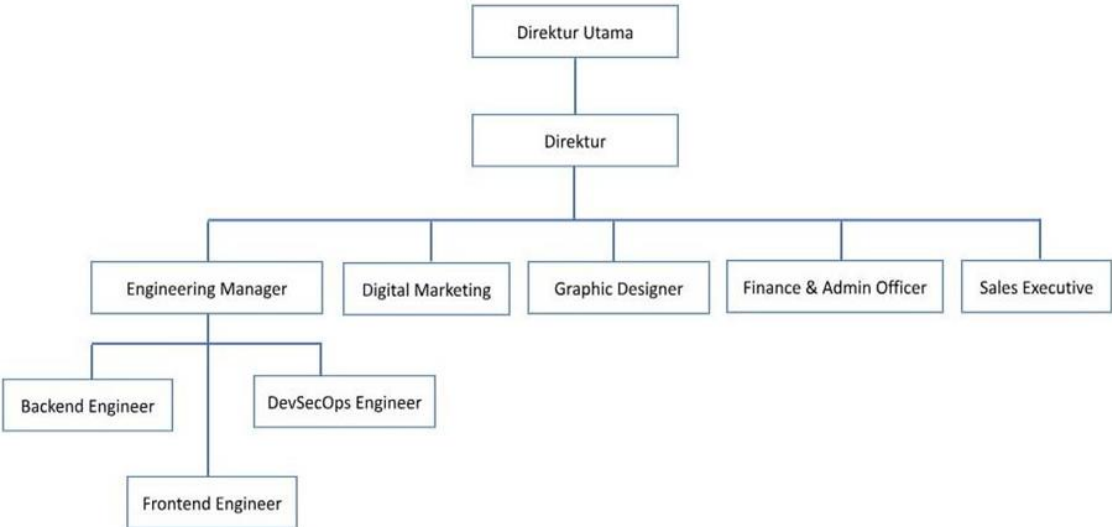 Direktur Utama
Direktur
Engineering Manager
Digital Marketing
Graphic Designer
Finance & Admin Officer
Sales Executive
Backend Engineer
DevSecOps Engineer
Frontend Engineer